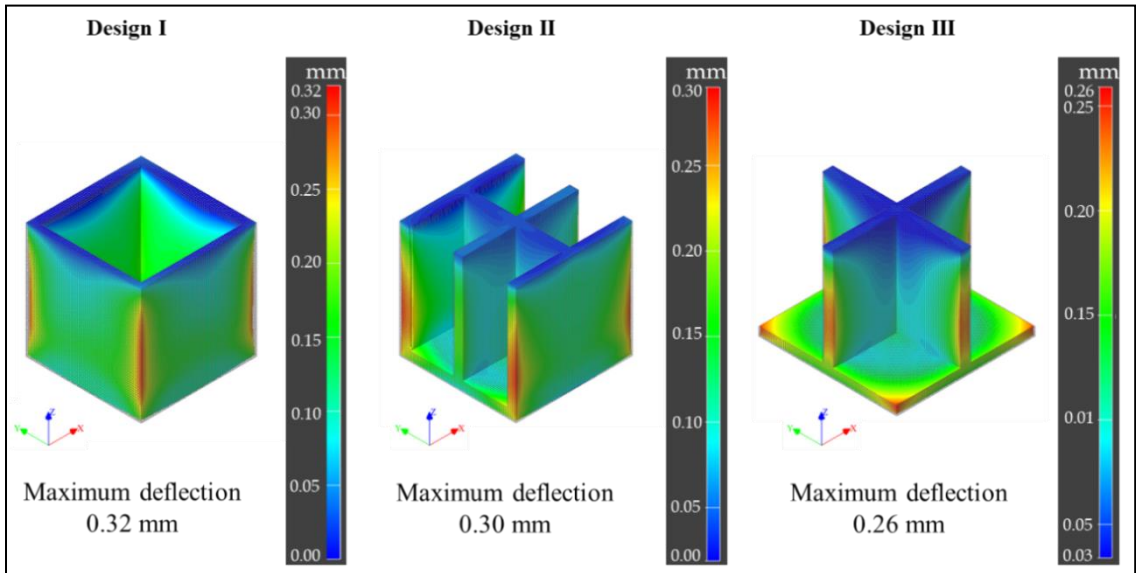 Design I
Design II
Design III
mm
0.32
0.30
0.25
0.20
0.15
0.10
0.05
0.00
mm
0.30
0.25
0.20
0.15
0.10
0.05
0.00
mm
0.26
0.25
0.20
0.15
0.01
0.05
0.03
Z
Y
X
Z
Y
X
Z
Y
X
Maximum deflection
0.32 mm
Maximum deflection
0.30 mm
Maximum deflection
0.26 mm